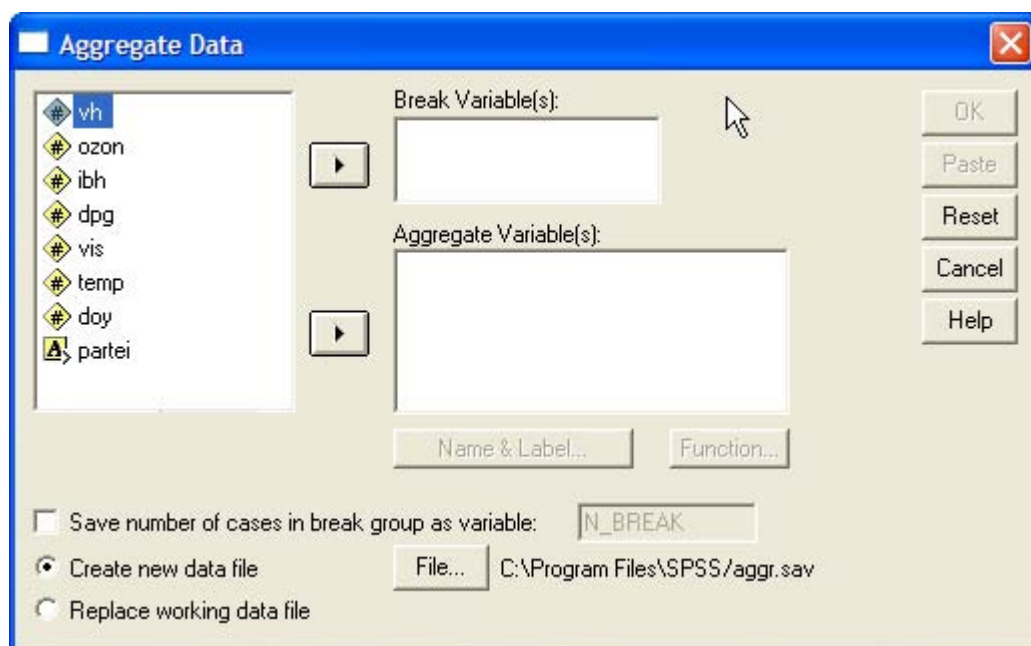 Aggregate Data
vh
ozon
ibh
dpg
vis
temp
doy
partei
Break Variable(s):
Aggregate Variable(s):
Name & Label...
Function...
OK
Paste
Reset
Cancel
Help
Save number of cases in break group as variable: N_BREAK
Create new data file
File... C:\Program Files\SPSS/aggr.sav
Replace working data file